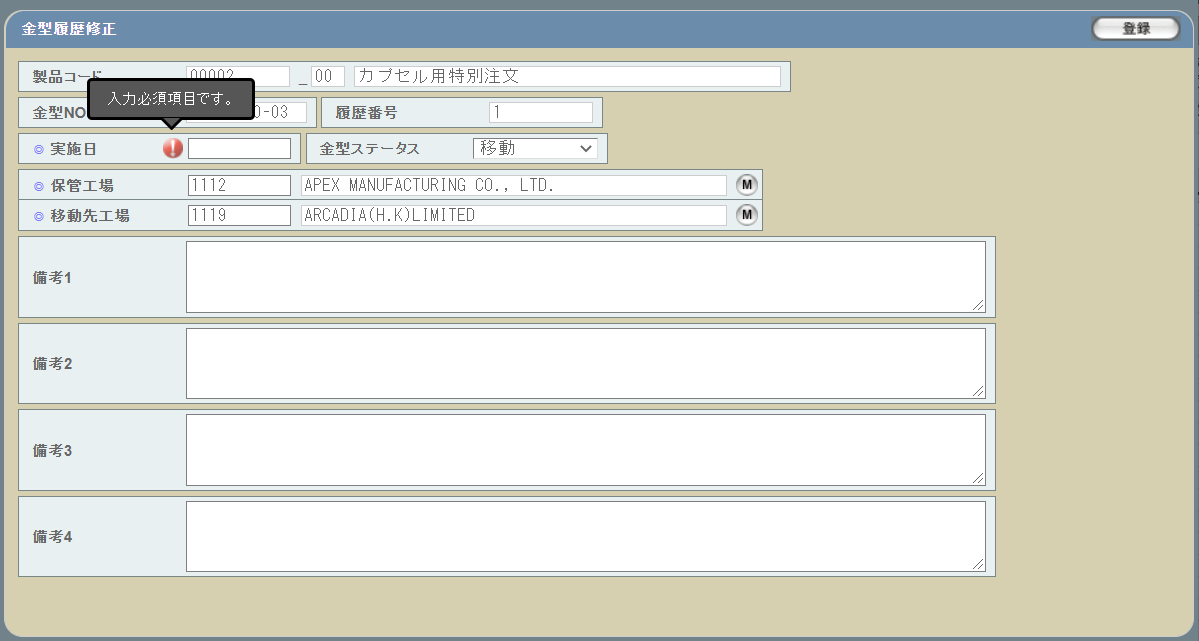 金型履歴修正 登録
製品コード 00002 _ 00 カプセル用特別注文
入力必須項目です。
金型NO 0-03 履歴番号 1
◎ 実施日 金型ステータス 移動
◎ 保管工場 1112 APEX MANUFACTURING CO., LTD. M
◎ 移動先工場 1119 ARCADIA(H.K)LIMITED M
備考1
備考2
備考3
備考4